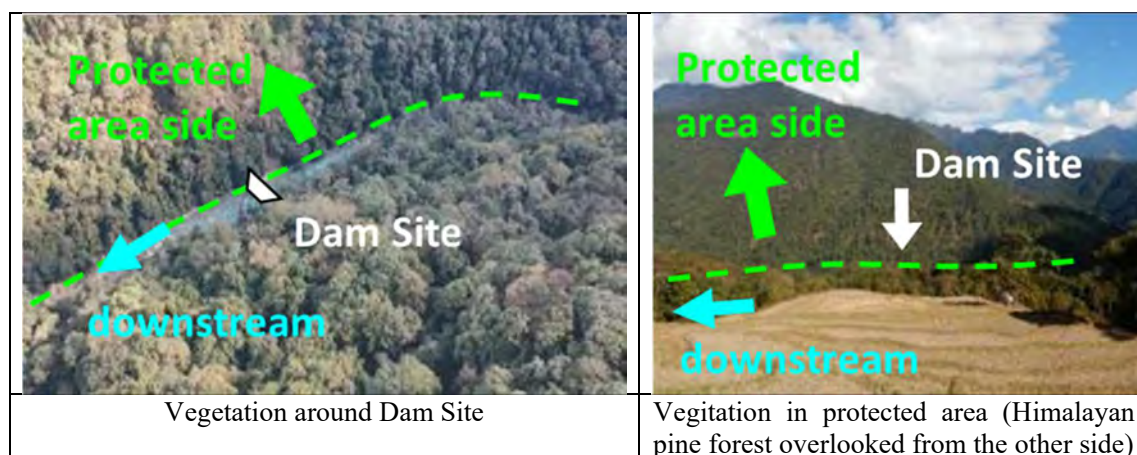 Protected
area side
Dam Site
downstream
Protected
area side
Dam Site
downstream
Vegetation around Dam Site
Vegitation in protected area (Himalayan
pine forest overlooked from the other side)